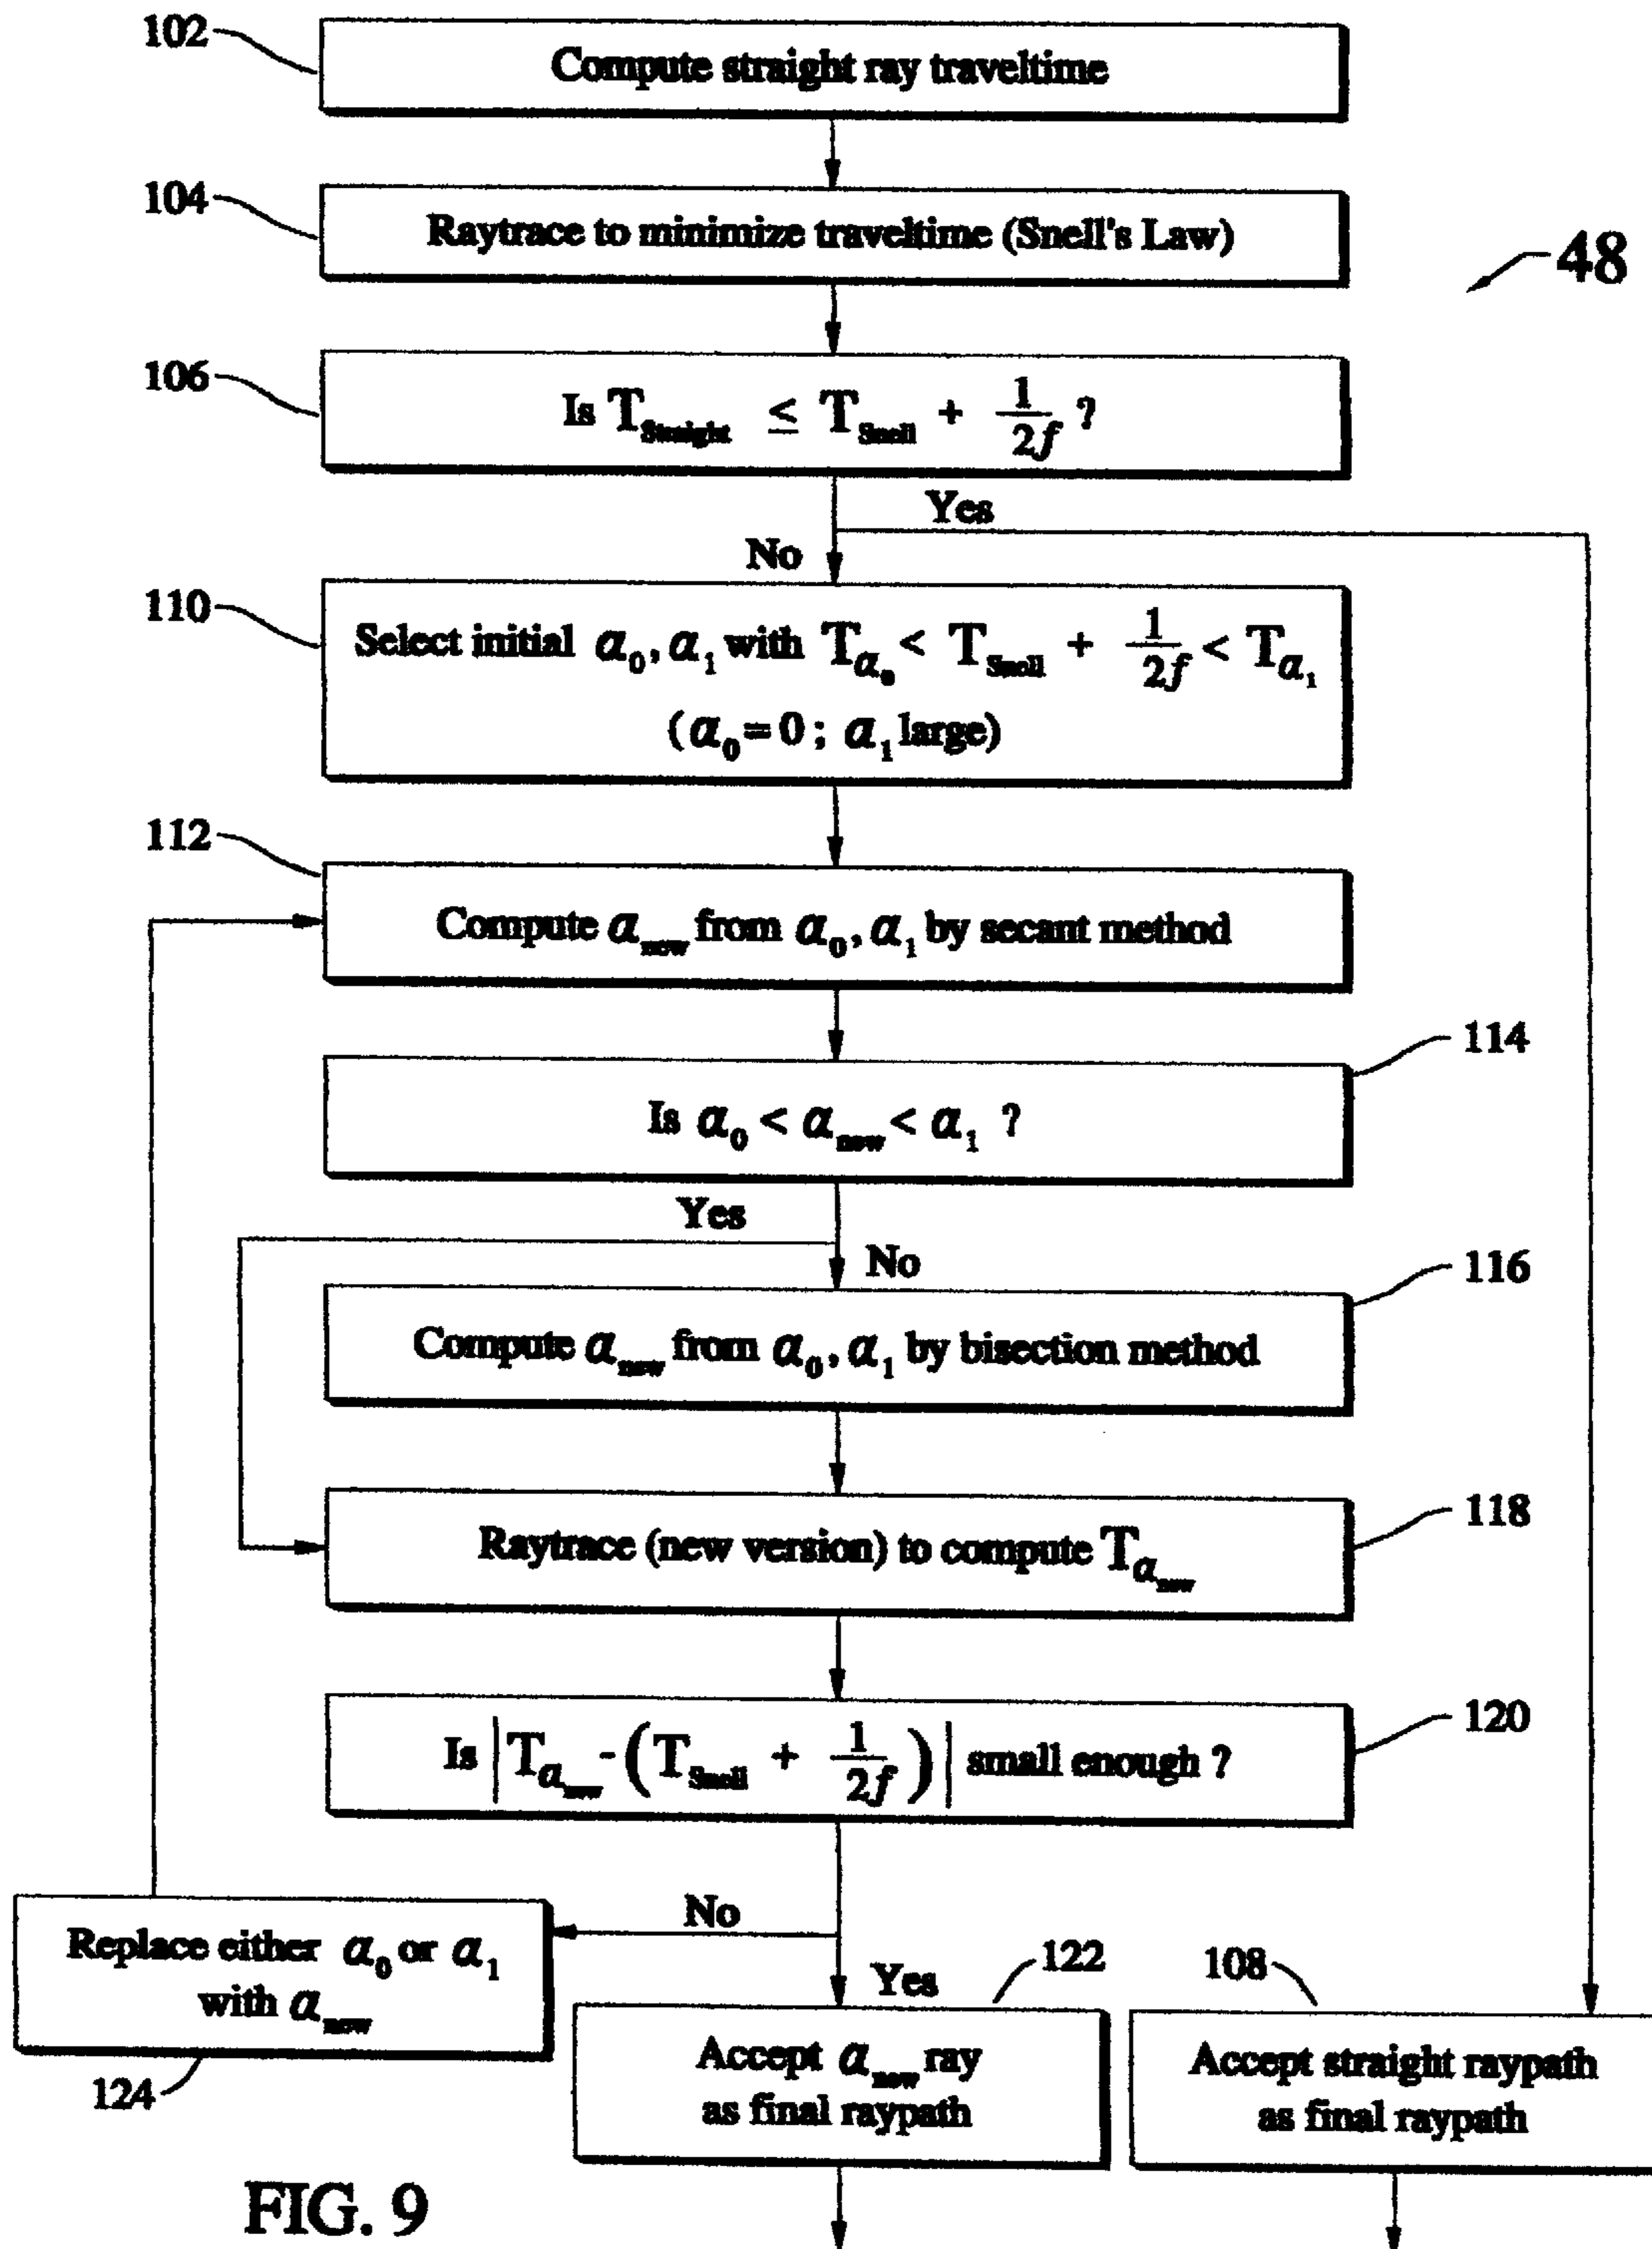 102
Compute straight ray traveltime
104
Raytrace to minimize traveltime (Snell's Law)
48
106
Is T_Straight ≤ T_Snell + 1/2f ?
Yes
No
110
Select initial α₀, α₁ with T_α₀ < T_Snell + 1/2f < T_α₁
(α₀ = 0 ; α₁ large)
112
Compute α_new from α₀, α₁ by secant method
114
Is α₀ < α_new < α₁ ?
Yes
No
116
Compute α_new from α₀, α₁ by bisection method
118
Raytrace (new version) to compute T_α_new
120
Is |T_α_new - (T_Snell + 1/2f)| small enough ?
No
Yes
Replace either α₀ or α₁
with α_new
124
122
Accept α_new ray
as final raypath
108
Accept straight raypath
as final raypath
FIG. 9